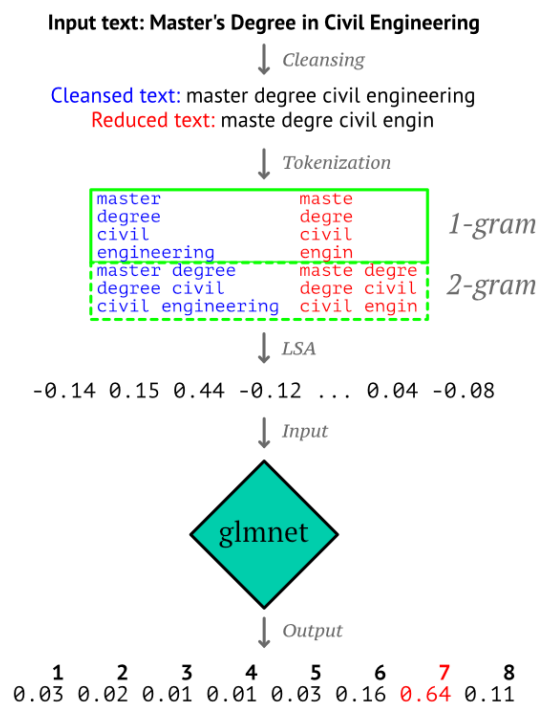 Input text: Master's Degree in Civil Engineering
Cleansing
Cleansed text: master degree civil engineering
Reduced text: maste degre civil engin
Tokenization
master maste
degree degre
civil civil
engineering engin
1-gram
master degree maste degre
degree civil degre civil
civil engineering civil engin
2-gram
LSA
-0.14 0.15 0.44 -0.12 ... 0.04 -0.08
Input
glmnet
Output
1 2 3 4 5 6 7 8
0.03 0.02 0.01 0.01 0.03 0.16 0.64 0.11